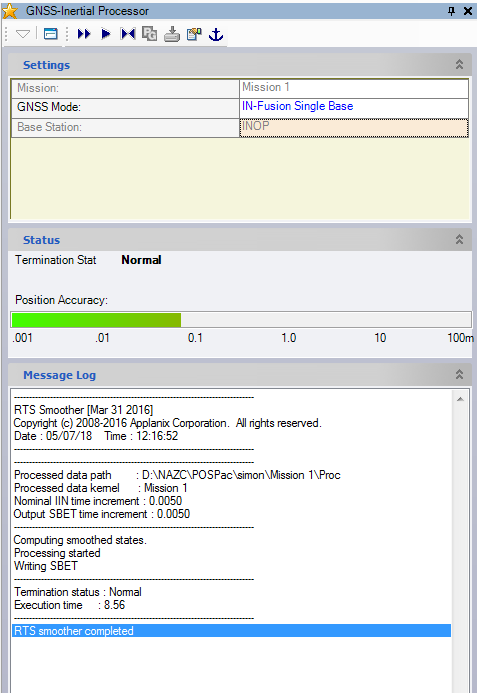 GNSS-Inertial Processor
Settings
Mission: Mission 1
GNSS Mode: IN-Fusion Single Base
Base Station: INOP
Status
Termination Stat Normal
Position Accuracy:
.001 .01 0.1 1.0 10 100m
Message Log
RTS Smoother [Mar 31 2016]
Copyright (c) 2008-2016 Applanix Corporation. All rights reserved.
Date : 05/07/18 Time : 12:16:52
Processed data path : D:\NAZC\POSPac\simon\Mission 1\Proc
Processed data kernel : Mission 1
Nominal IIN time increment : 0.0050
Output SBET time increment : 0.0050
Computing smoothed states.
Processing started
Writing SBET
Termination status : Normal
Execution time : 8.56
RTS smoother completed